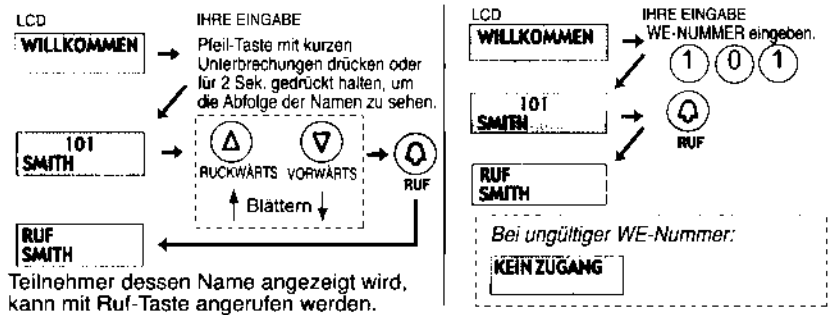 LCD
IHRE EINGABE
WILLKOMMEN
Pfeil-Taste mit kurzen
Unterbrechungen drücken oder
für 2 Sek. gedrückt halten, um
die Abfolge der Namen zu sehen.
101
SMITH
RÜCKWÄRTS VORWÄRTS
RUF
Blättern
RUF
SMITH
Teilnehmer dessen Name angezeigt wird,
kann mit Ruf-Taste angerufen werden.
LCD
IHRE EINGABE
WILLKOMMEN
WE-NUMMER eingeben.
1 0 1
101
SMITH
RUF
RUF
SMITH
Bei ungültiger WE-Nummer:
KEIN ZUGANG